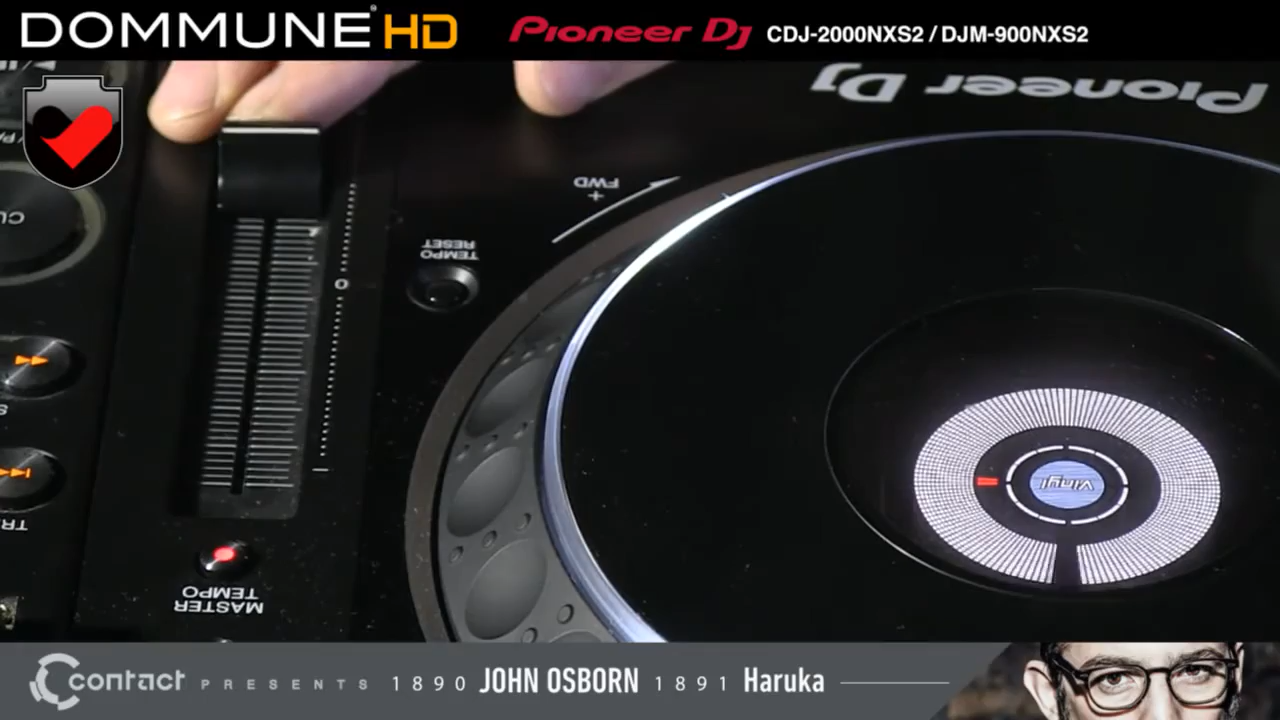 DOMMUNE HD
Pioneer Dj CDJ-2000NXS2 / DJM-900NXS2
Pioneer Dj
FWD
+
TEMPO
RESET
0
MASTER
TEMPO
Vinyl
contact PRESENTS 1890 JOHN OSBORN 1891 Haruka